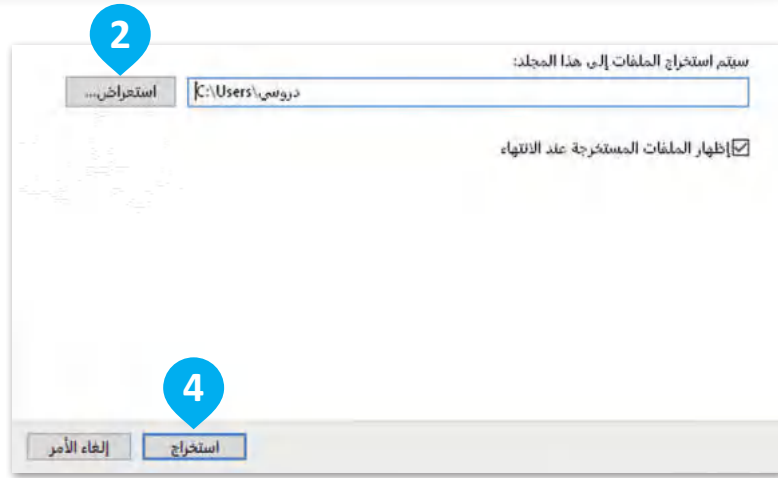 2
سيتم استخراج الملفات إلى هذا المجلد:
C:\Users\دروسي
استعراض...
إظهار الملفات المستخرجة عند الانتهاء
4
استخراج
إلغاء الأمر